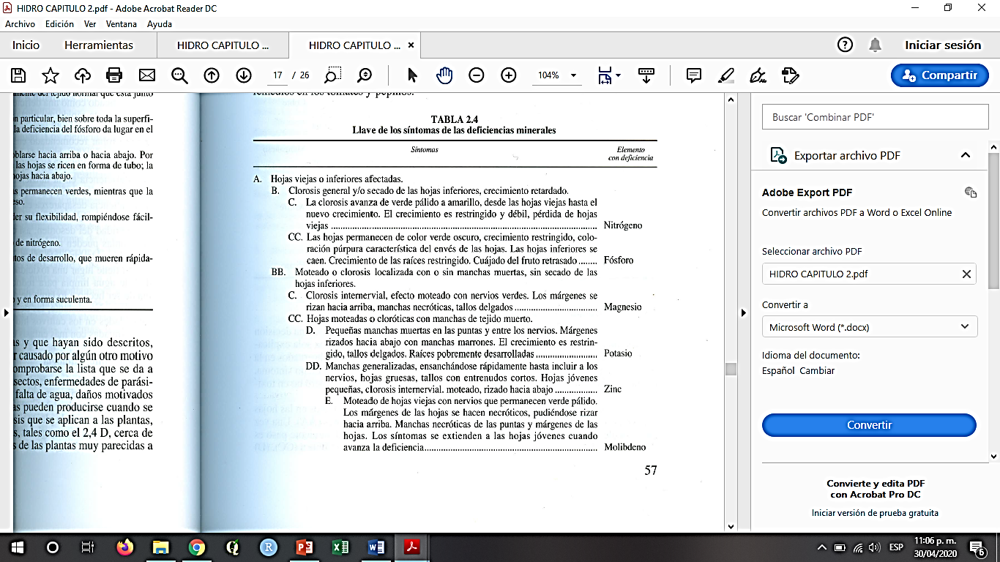 HIDRO CAPITULO 2.pdf - Adobe Acrobat Reader DC
Archivo Edición Ver Ventana Ayuda
Inicio Herramientas HIDRO CAPITULO ... HIDRO CAPITULO ... × Iniciar sesión
17 / 26 104% Compartir
mente del tejido normal que está junto
n particular, bien sobre toda la superfi-
la deficiencia del fósforo da lugar en el
oblarse hacia arriba o hacia abajo. Por
las hojas se ricen en forma de tubo; la
ojas hacia abajo.
s permanecen verdes, mientras que la
eso.
er su flexibilidad, rompiéndose fácil-
de nitrógeno.
tos de desarrollo, que mueren rápida-
y en forma suculenta.
as y que hayan sido descritos,
r causado por algún otro motivo
omprobarse la lista que se da a
sectos, enfermedades de parási-
falta de agua, daños motivados
as pueden producirse cuando se
sis que se aplican a las plantas,
s, tales como el 2,4 D, cerca de
s de las plantas muy parecidas a
remedios en los tomates y pepinos.
TABLA 2.4
Llave de los síntomas de las deficiencias minerales
Síntomas Elemento
con deficiencia
A. Hojas viejas o inferiores afectadas.
B. Clorosis general y/o secado de las hojas inferiores, crecimiento retardado.
C. La clorosis avanza de verde pálido a amarillo, desde las hojas viejas hasta el
nuevo crecimiento. El crecimiento es restringido y débil, pérdida de hojas
viejas ........ Nitrógeno
CC. Las hojas permanecen de color verde oscuro, crecimiento restringido, colo-
ración púrpura característica del envés de las hojas. Las hojas inferiores se
caen. Crecimiento de las raíces restringido. Cuájado del fruto retrasado ........ Fósforo
BB. Moteado o clorosis localizada con o sin manchas muertas, sin secado de las
hojas inferiores.
C. Clorosis internervial, efecto moteado con nervios verdes. Los márgenes se
rizan hacia arriba, manchas necróticas, tallos delgados ........ Magnesio
CC. Hojas moteadas o cloróticas con manchas de tejido muerto.
D. Pequeñas manchas muertas en las puntas y entre los nervios. Márgenes
rizados hacia abajo con manchas marrones. El crecimiento es restrin-
gido, tallos delgados. Raíces pobremente desarrolladas ........ Potasio
DD. Manchas generalizadas, ensanchándose rápidamente hasta incluir a los
nervios, hojas gruesas, tallos con entrenudos cortos. Hojas jóvenes
pequeñas, clorosis internervial. moteado, rizado hacia abajo ........ Zinc
E. Moteado de hojas viejas con nervios que permanecen verde pálido.
Los márgenes de las hojas se hacen necróticos, pudiéndose rizar
hacia arriba. Manchas necróticas de las puntas y márgenes de las
hojas. Los síntomas se extienden a las hojas jóvenes cuando
avanza la deficiencia ........ Molibdeno
57
Buscar 'Combinar PDF'
Exportar archivo PDF
Adobe Export PDF
Convertir archivos PDF a Word o Excel Online
Seleccionar archivo PDF
HIDRO CAPITULO 2.pdf
Convertir a
Microsoft Word (*.docx)
Idioma del documento:
Español Cambiar
Convertir
Convierte y edita PDF
con Acrobat Pro DC
Iniciar versión de prueba gratuita
ESP
11:06 p. m.
30/04/2020
6